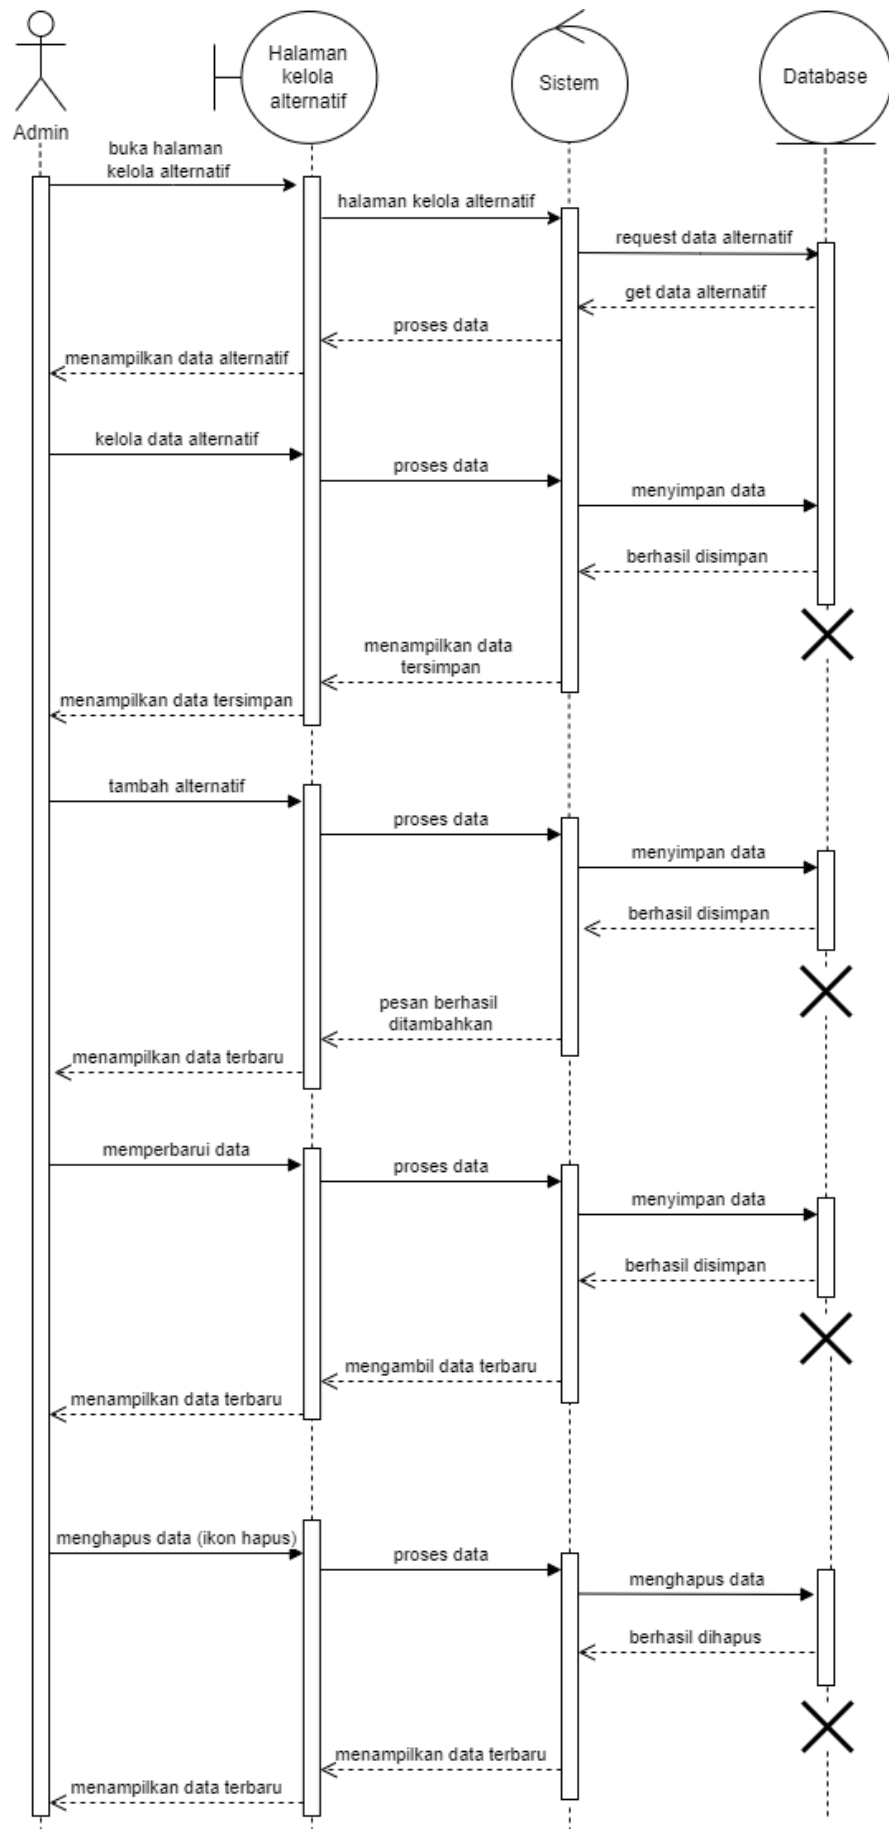 Halaman
kelola
alternatif
Sistem
Database
Admin
buka halaman
kelola alternatif
halaman kelola alternatif
request data alternatif
get data alternatif
proses data
menampilkan data alternatif
kelola data alternatif
proses data
menyimpan data
berhasil disimpan
menampilkan data
tersimpan
menampilkan data tersimpan
tambah alternatif
proses data
menyimpan data
berhasil disimpan
pesan berhasil
ditambahkan
menampilkan data terbaru
memperbarui data
proses data
menyimpan data
berhasil disimpan
mengambil data terbaru
menampilkan data terbaru
menghapus data (ikon hapus)
proses data
menghapus data
berhasil dihapus
menampilkan data terbaru
menampilkan data terbaru